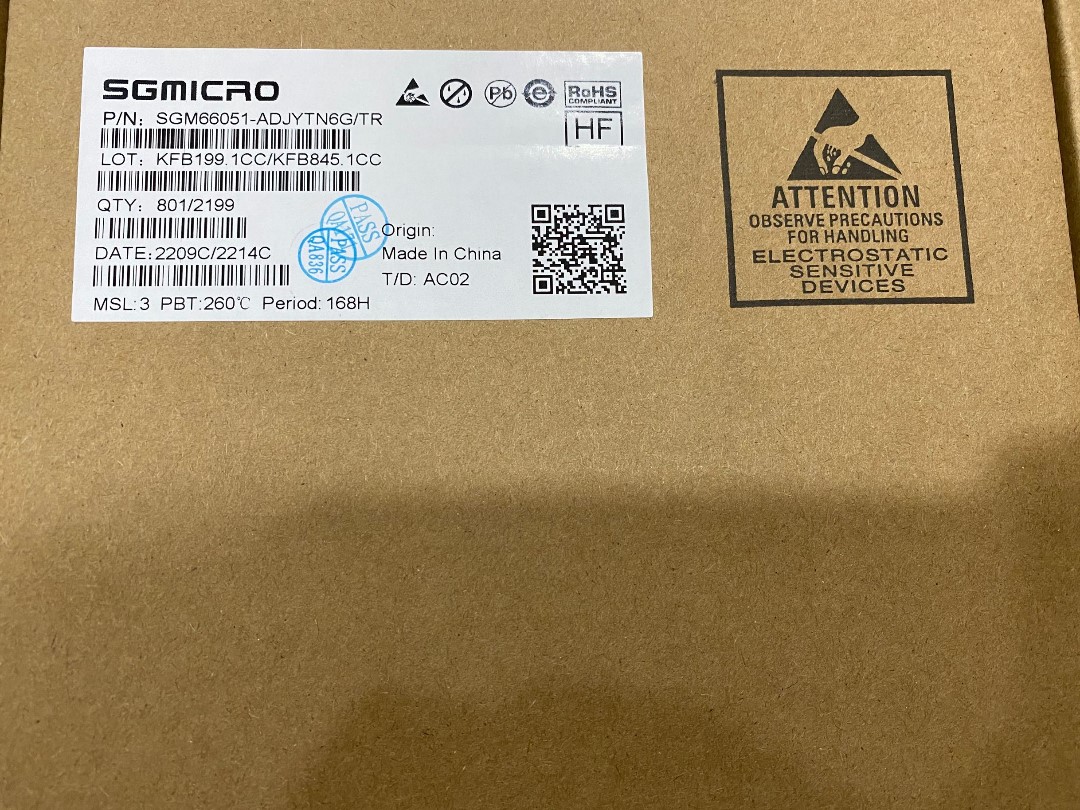 SGMICRO
Pb
e
RoHS
COMPLIANT
HF
P/N: SGM66051-ADJYTN6G/TR
LOT: KFB199.1CC/KFB845.1CC
QTY: 801/2199
DATE:2209C/2214C
MSL:3 PBT:260℃ Period:168H
PASS
PASS
QA836
Origin:
Made In China
T/D: AC02
ATTENTION
OBSERVE PRECAUTIONS
FOR HANDLING
ELECTROSTATIC
SENSITIVE
DEVICES